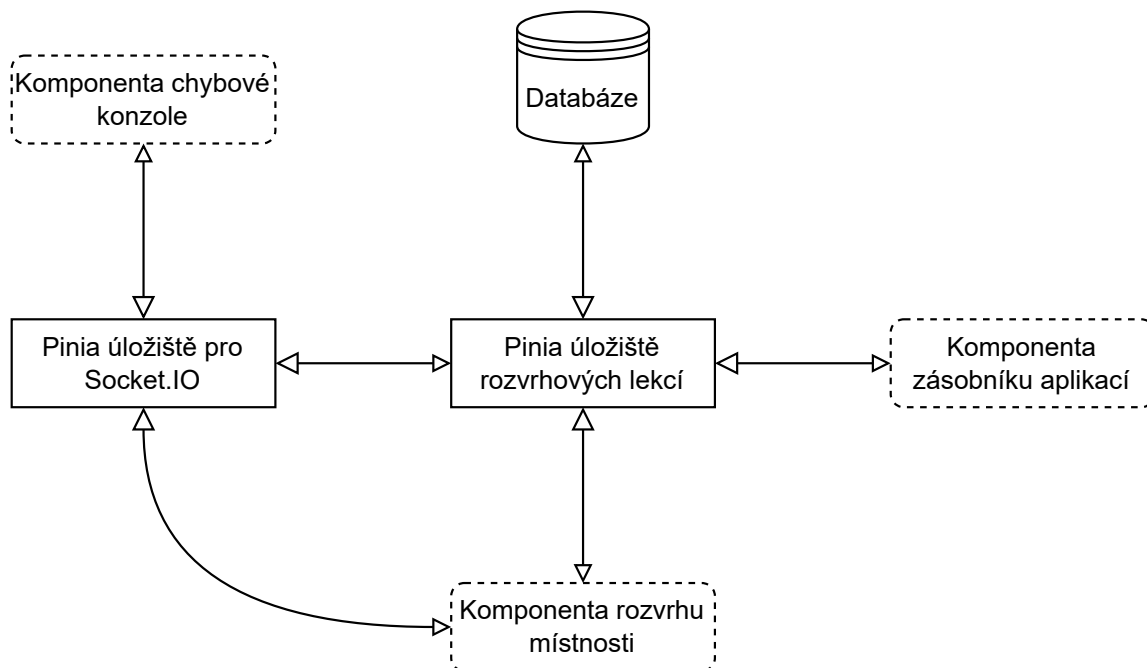 Komponenta chybové
konzole
Databáze
Pinia úložiště pro
Socket.IO
Pinia úložiště
rozvrhových lekcí
Komponenta
zásobníku aplikací
Komponenta rozvrhu
místnosti